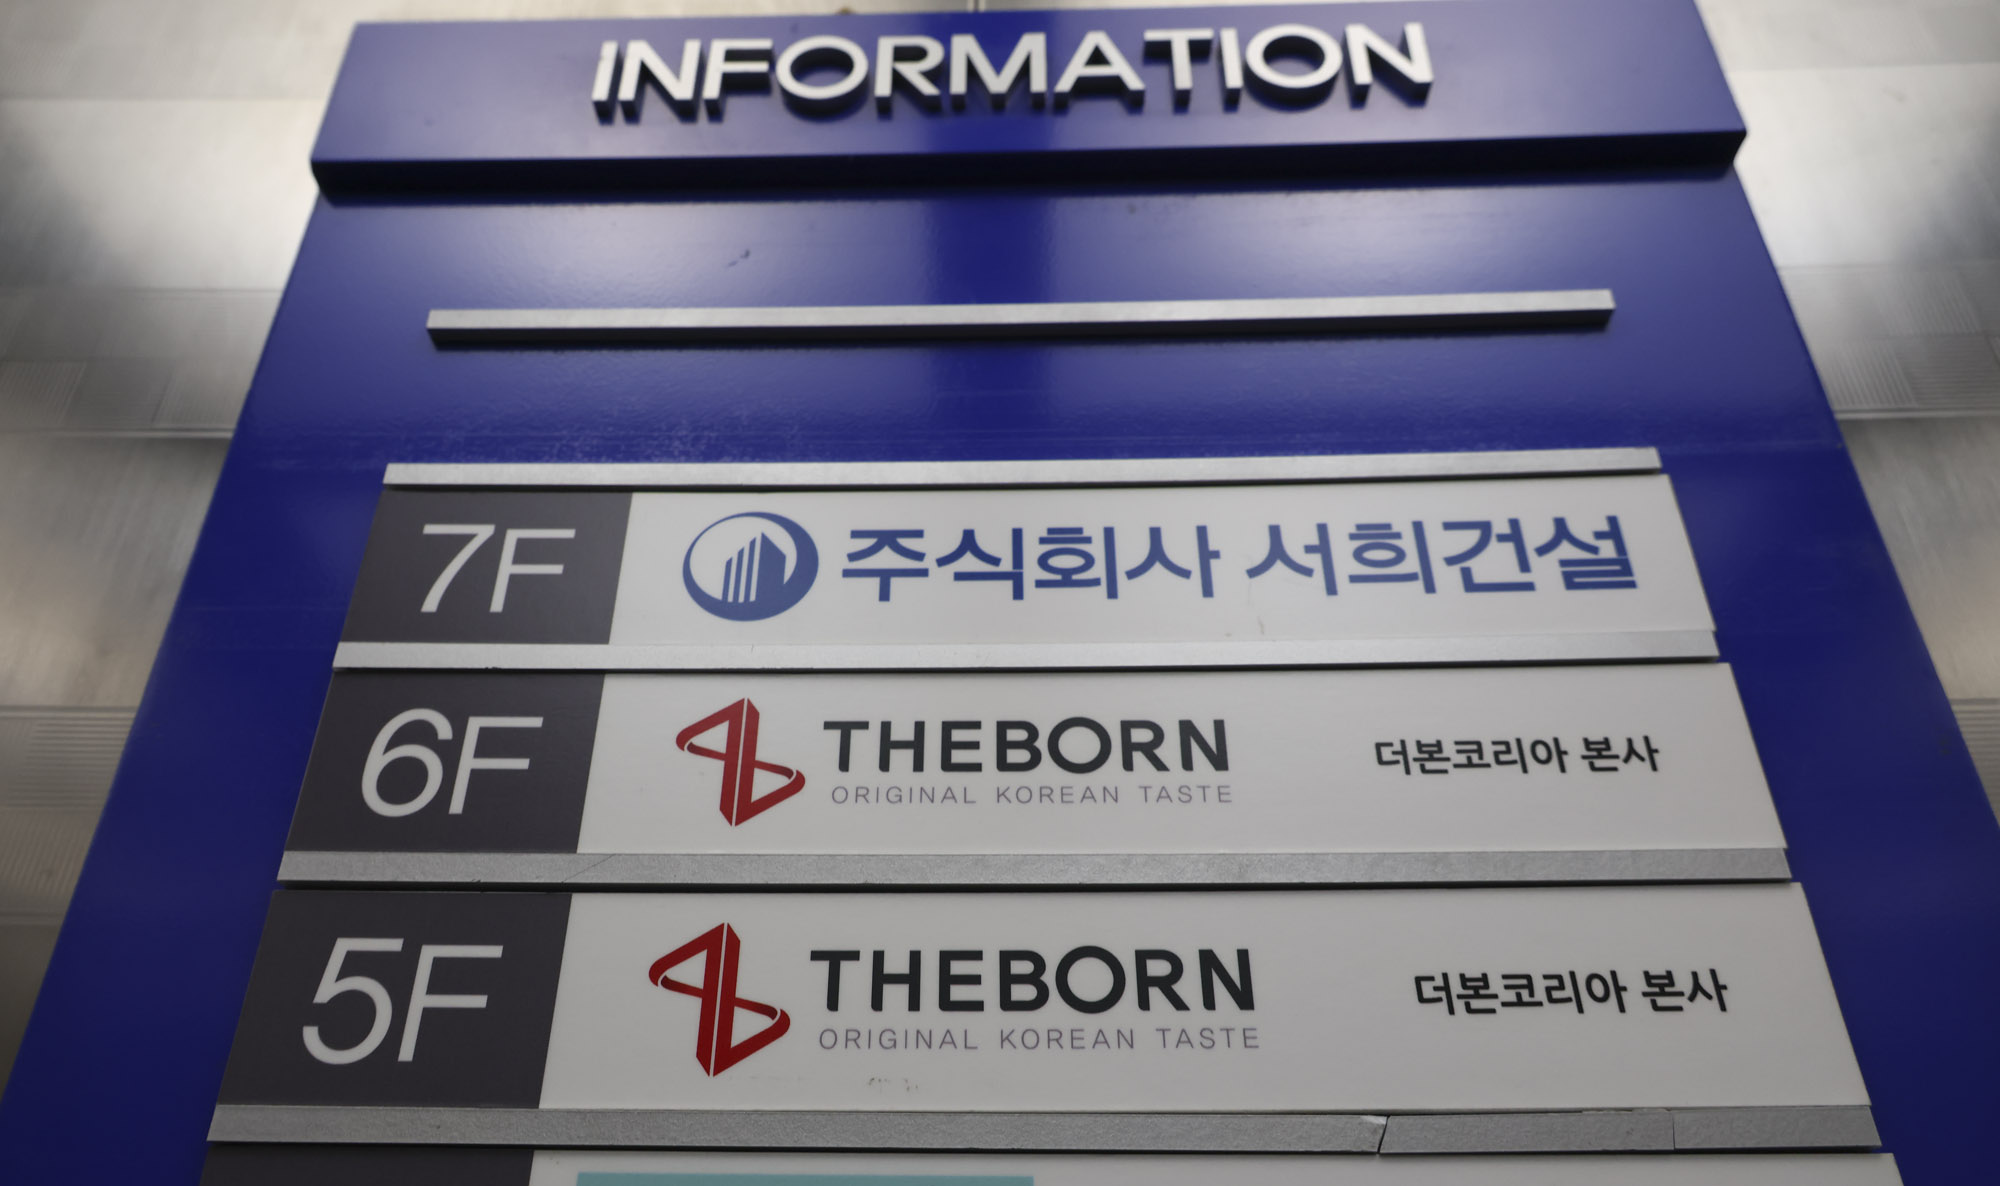 INFORMATION
7F 주식회사 서희건설
6F THEBORN 더본코리아 본사
ORIGINAL KOREAN TASTE
5F THEBORN 더본코리아 본사
ORIGINAL KOREAN TASTE